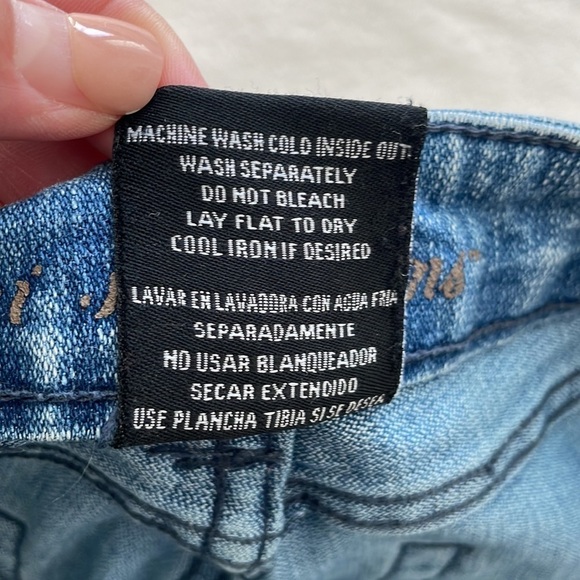 MACHINE WASH COLD INSIDE OUT.
WASH SEPARATELY
DO NOT BLEACH
LAY FLAT TO DRY
COOL IRON IF DESIRED
LAVAR EN LAVADORA CON AGUA FRIA
SEPARADAMENTE
NO USAR BLANQUEADOR
SECAR EXTENDIDO
USE PLANCHA TIBIA SI SE DESEA